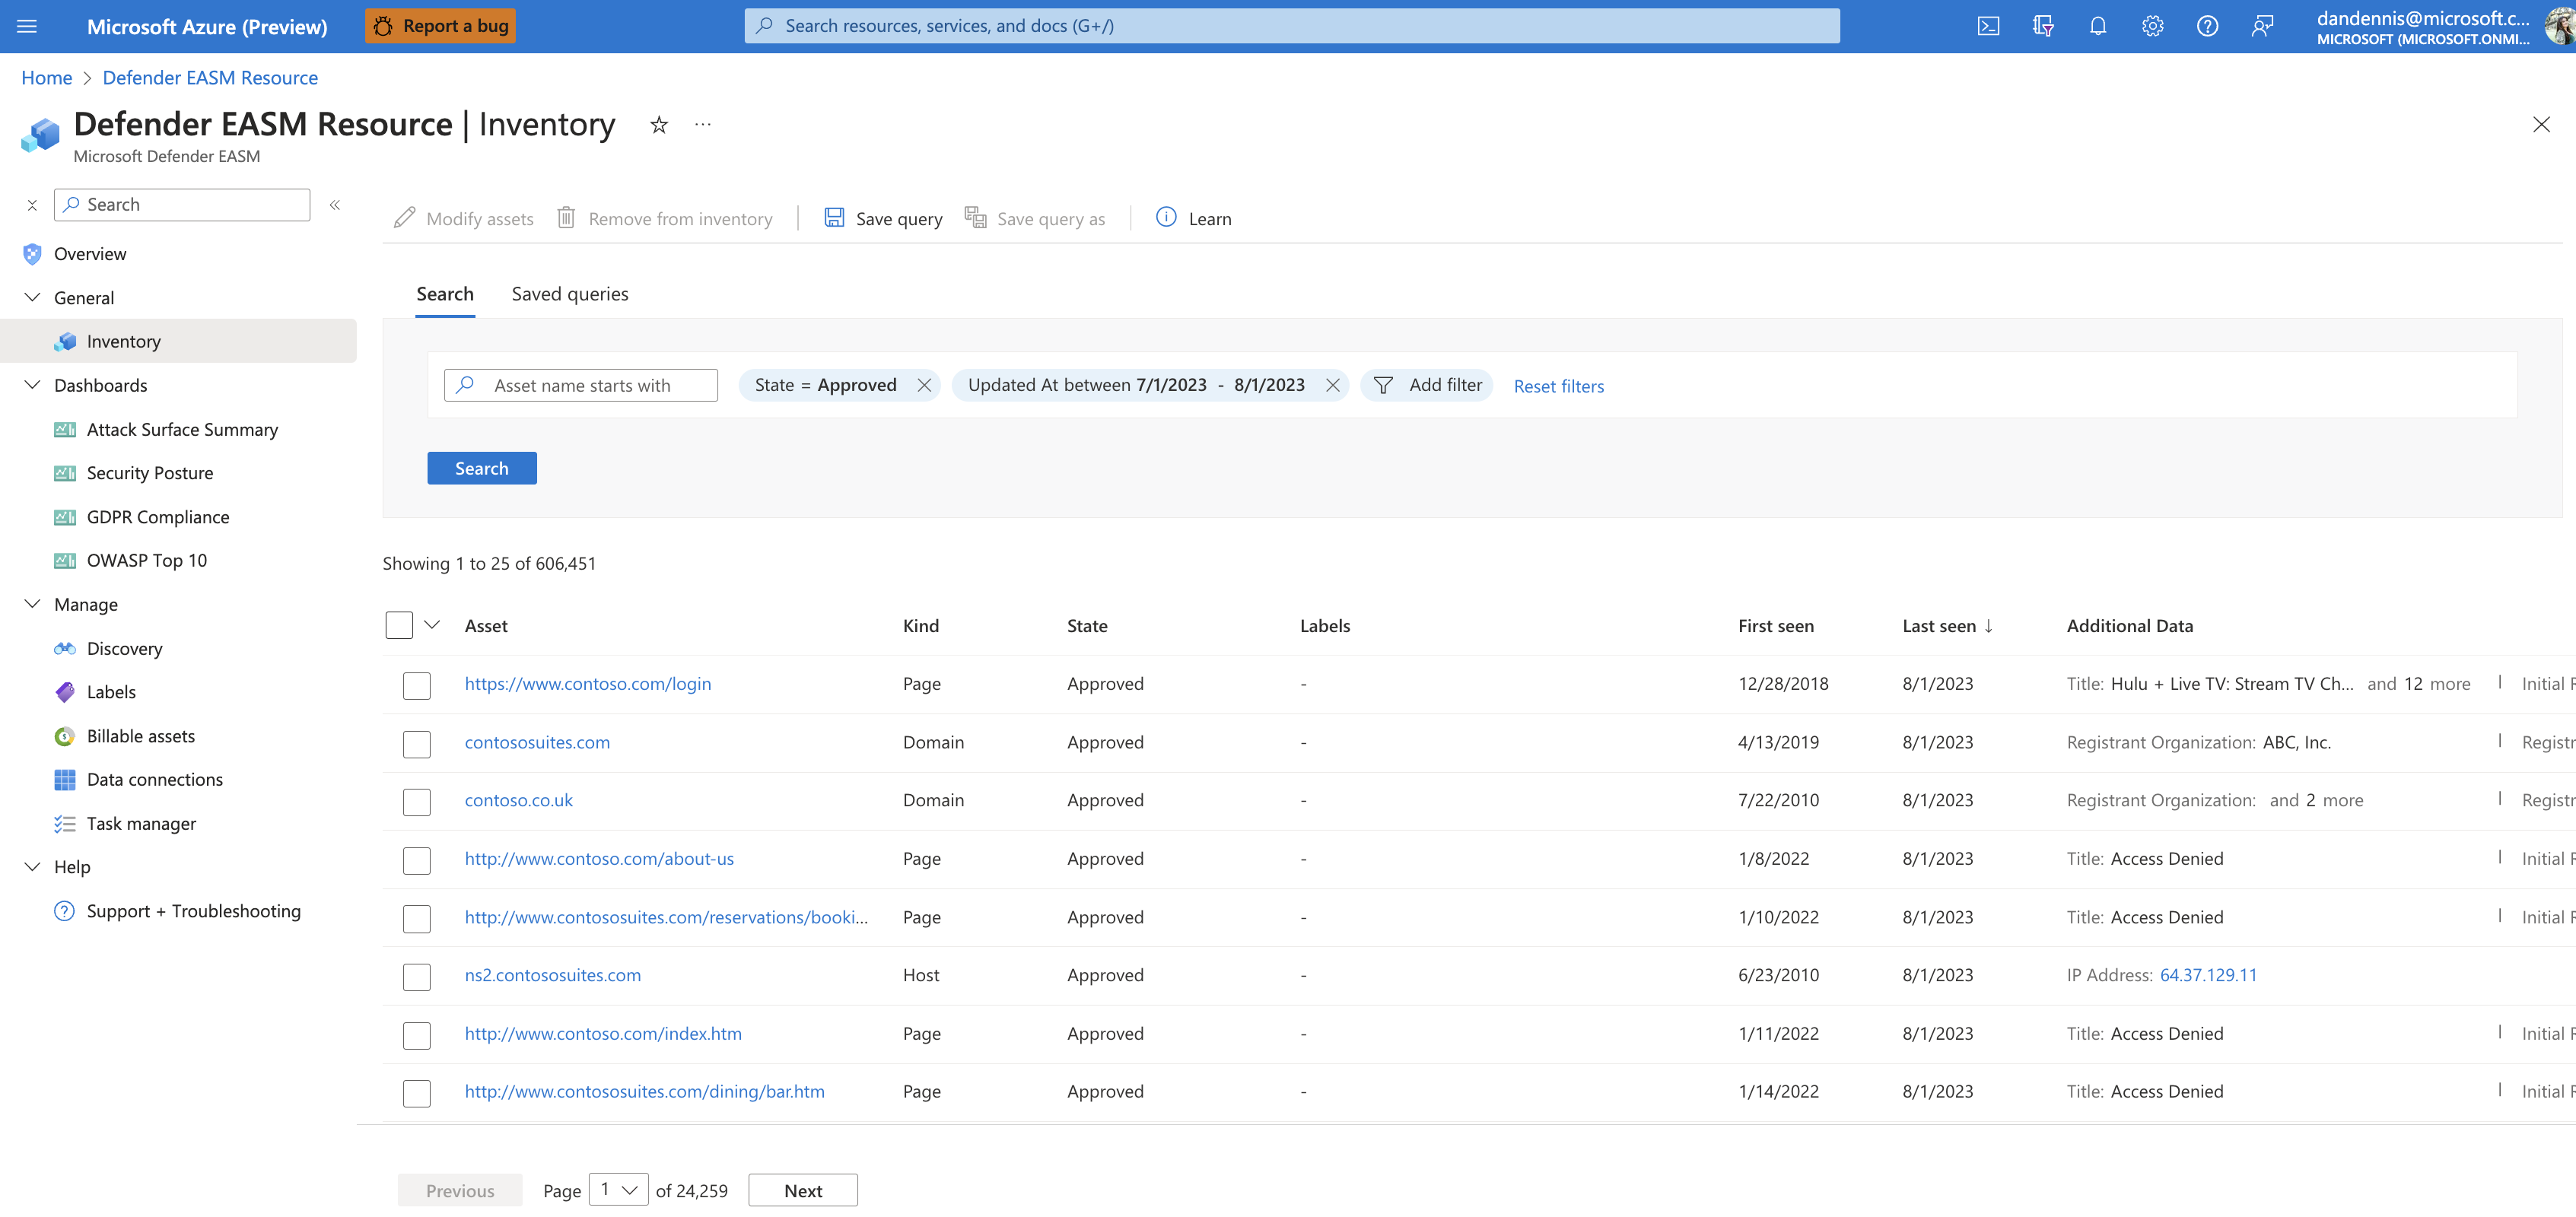 Microsoft Azure (Preview)
Report a bug
Search resources, services, and docs (G+/)
dandennis@microsoft.c...
MICROSOFT (MICROSOFT.ONMI...
Home > Defender EASM Resource
Defender EASM Resource | Inventory
Microsoft Defender EASM
Search
Overview
General
Inventory
Dashboards
Attack Surface Summary
Security Posture
GDPR Compliance
OWASP Top 10
Manage
Discovery
Labels
Billable assets
Data connections
Task manager
Help
Support + Troubleshooting
Modify assets Remove from inventory Save query Save query as Learn
Search Saved queries
Asset name starts with State = Approved Updated At between 7/1/2023 - 8/1/2023 Add filter Reset filters
Search
Showing 1 to 25 of 606,451
Asset Kind State Labels First seen Last seen ↓ Additional Data
https://www.contoso.com/login Page Approved - 12/28/2018 8/1/2023 Title: Hulu + Live TV: Stream TV Ch... and 12 more | Initial
contososuites.com Domain Approved - 4/13/2019 8/1/2023 Registrant Organization: ABC, Inc. | Registr
contoso.co.uk Domain Approved - 7/22/2010 8/1/2023 Registrant Organization: and 2 more | Registr
http://www.contoso.com/about-us Page Approved - 1/8/2022 8/1/2023 Title: Access Denied | Initial
http://www.contososuites.com/reservations/booki... Page Approved - 1/10/2022 8/1/2023 Title: Access Denied | Initial
ns2.contososuites.com Host Approved - 6/23/2010 8/1/2023 IP Address: 64.37.129.11
http://www.contoso.com/index.htm Page Approved - 1/11/2022 8/1/2023 Title: Access Denied | Initial
http://www.contososuites.com/dining/bar.htm Page Approved - 1/14/2022 8/1/2023 Title: Access Denied | Initial
Previous Page 1 of 24,259 Next